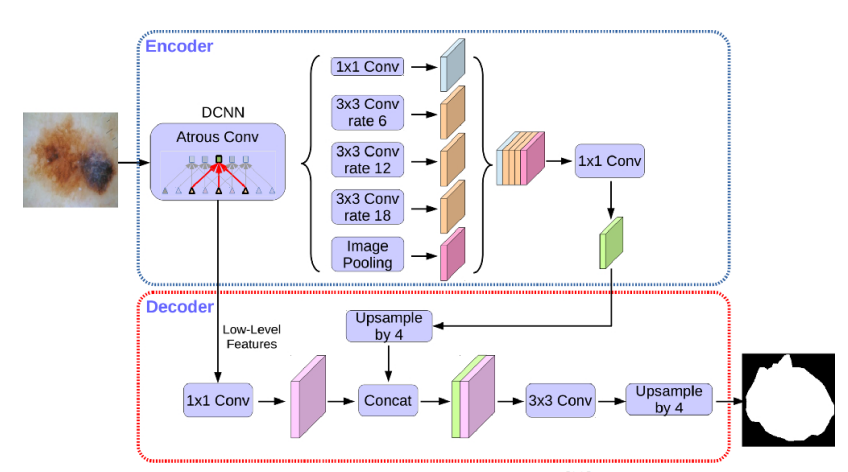 Encoder
DCNN
Atrous Conv
1x1 Conv
3x3 Conv
rate 6
3x3 Conv
rate 12
3x3 Conv
rate 18
Image
Pooling
1x1 Conv
Decoder
Low-Level
Features
Upsample
by 4
1x1 Conv
Concat
3x3 Conv
Upsample
by 4